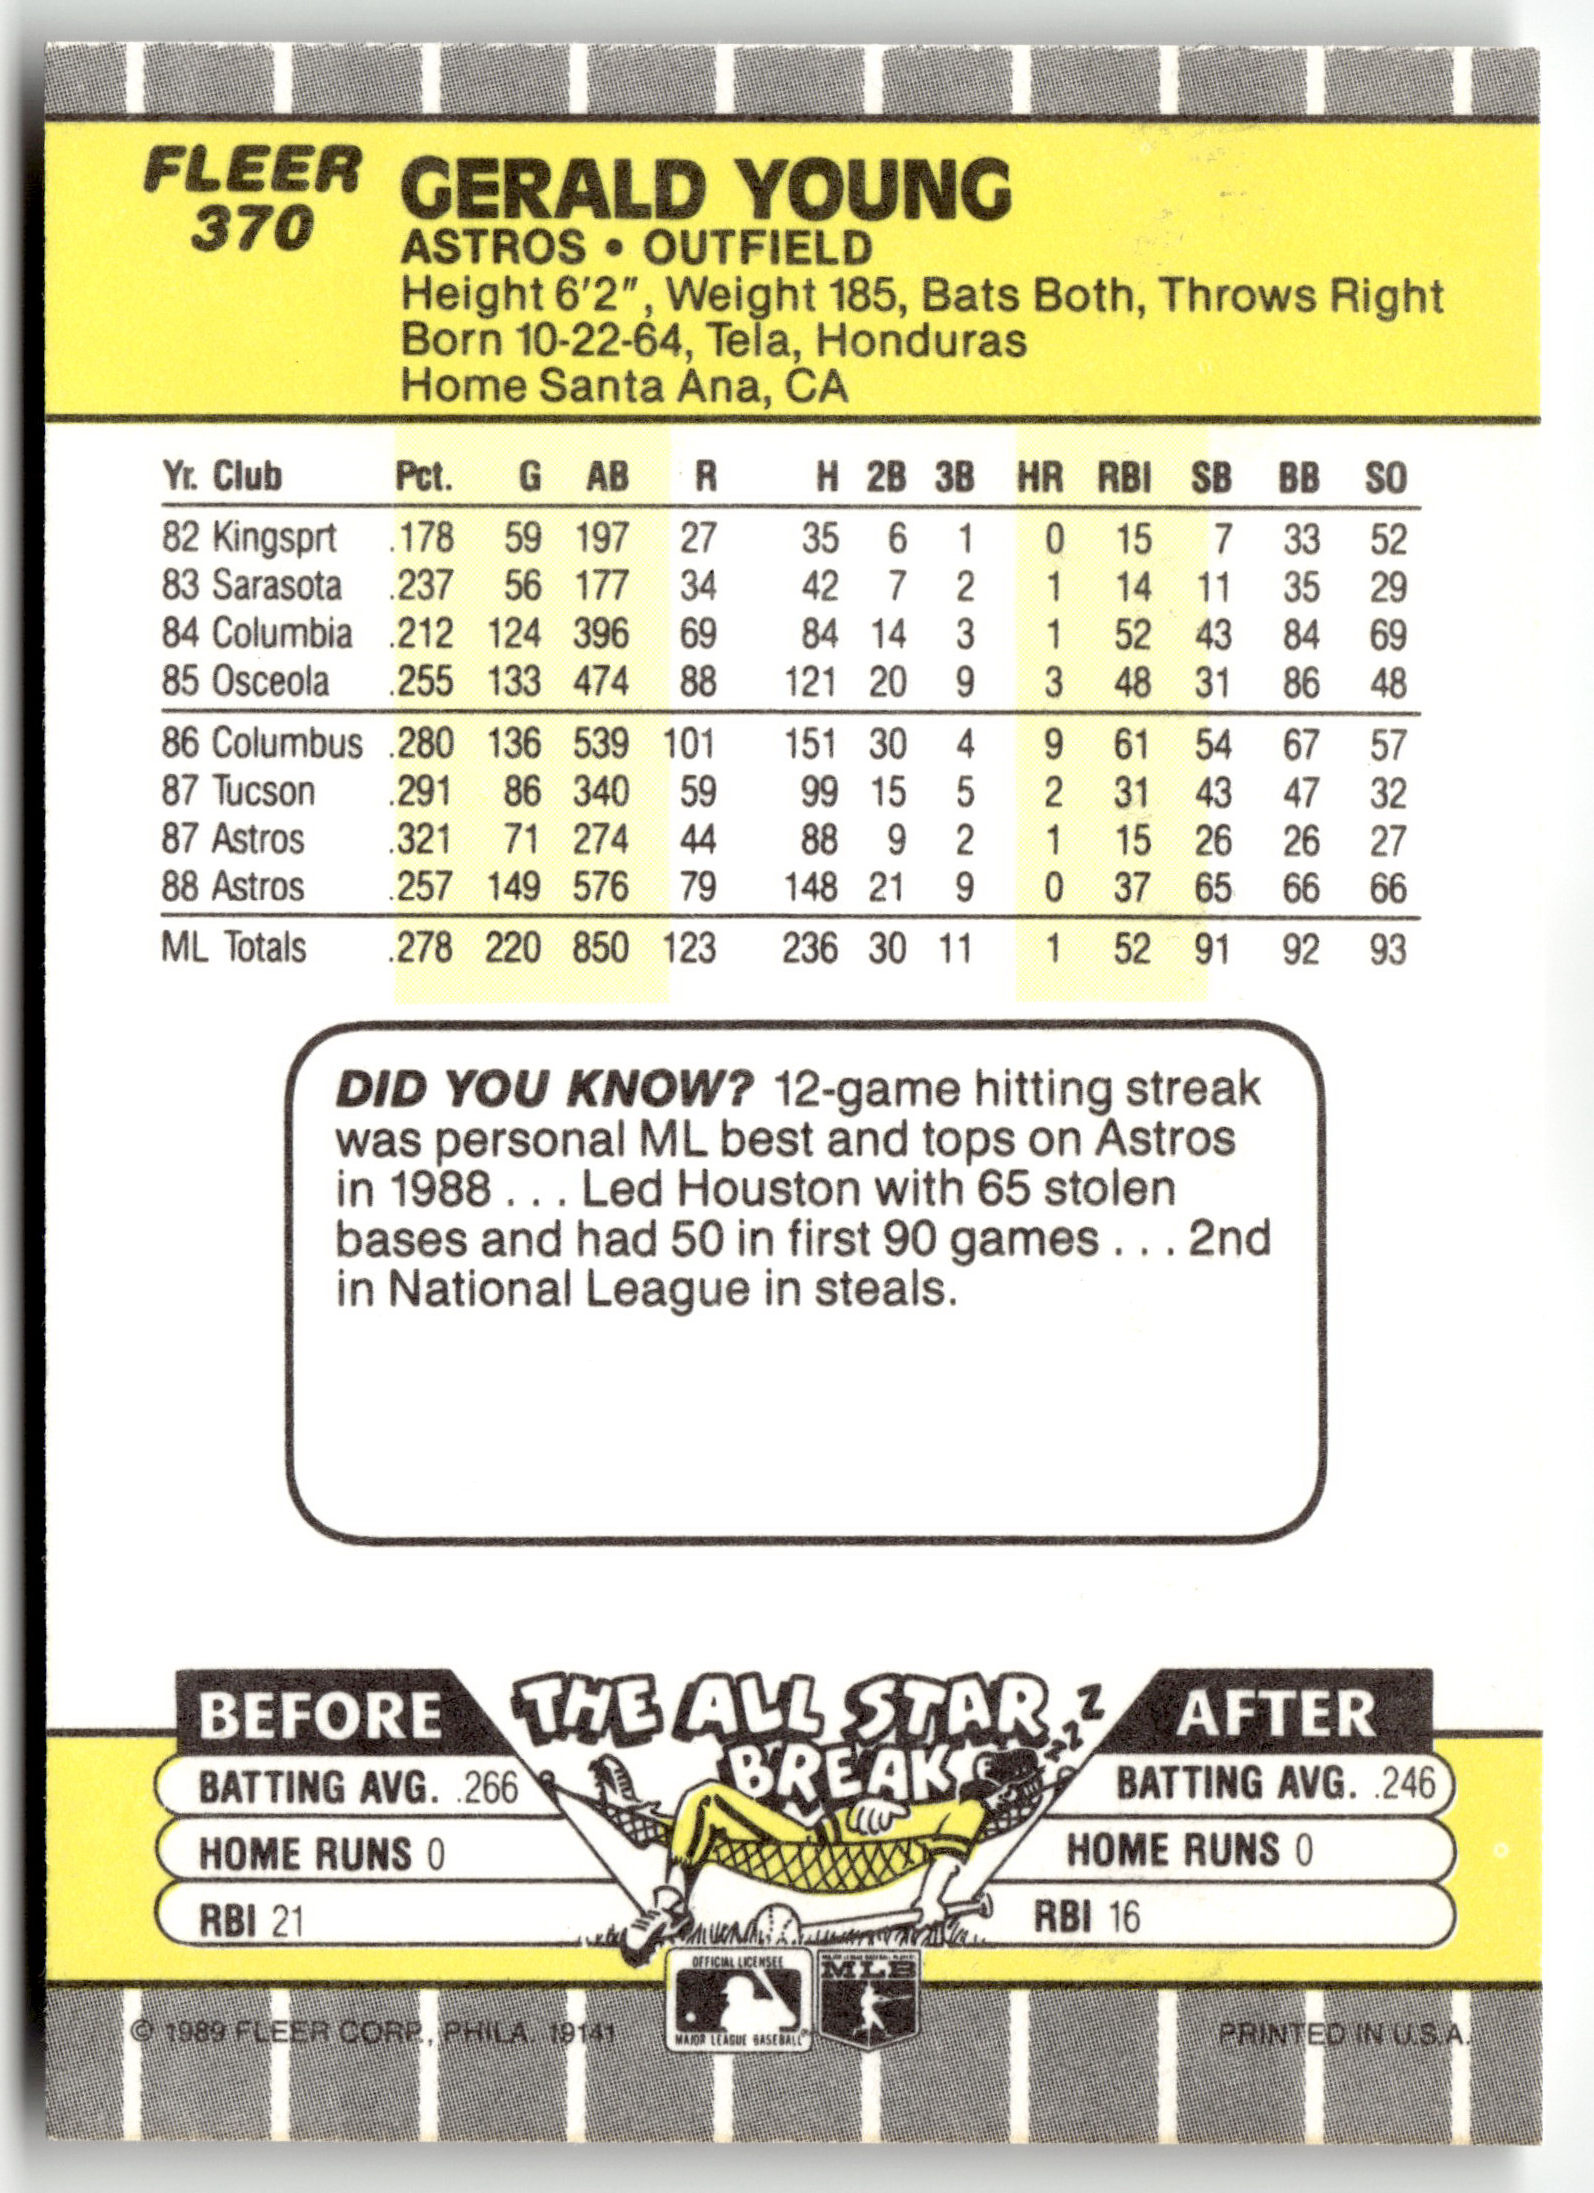 FLEER
370
GERALD YOUNG
ASTROS • OUTFIELD
Height 6'2", Weight 185, Bats Both, Throws Right
Born 10-22-64, Tela, Honduras
Home Santa Ana, CA
Yr. Club Pct. G AB R H 2B 3B HR RBI SB BB SO
82 Kingsprt .178 59 197 27 35 6 1 0 15 7 33 52
83 Sarasota .237 56 177 34 42 7 2 1 14 11 35 29
84 Columbia .212 124 396 69 84 14 3 1 52 43 84 69
85 Osceola .255 133 474 88 121 20 9 3 48 31 86 48
86 Columbus .280 136 539 101 151 30 4 9 61 54 67 57
87 Tucson .291 86 340 59 99 15 5 2 31 43 47 32
87 Astros .321 71 274 44 88 9 2 1 15 26 26 27
88 Astros .257 149 576 79 148 21 9 0 37 65 66 66
ML Totals .278 220 850 123 236 30 11 1 52 91 92 93
DID YOU KNOW? 12-game hitting streak
was personal ML best and tops on Astros
in 1988 . . . Led Houston with 65 stolen
bases and had 50 in first 90 games . . . 2nd
in National League in steals.
BEFORE
THE ALL STAR
BREAK
zzzZ
AFTER
BATTING AVG. .266
BATTING AVG. .246
HOME RUNS 0
HOME RUNS 0
RBI 21
RBI 16
OFFICIAL LICENSEE
MAJOR LEAGUE BASEBALL
MLB
© 1989 FLEER CORP., PHILA. 19141
PRINTED IN U.S.A.